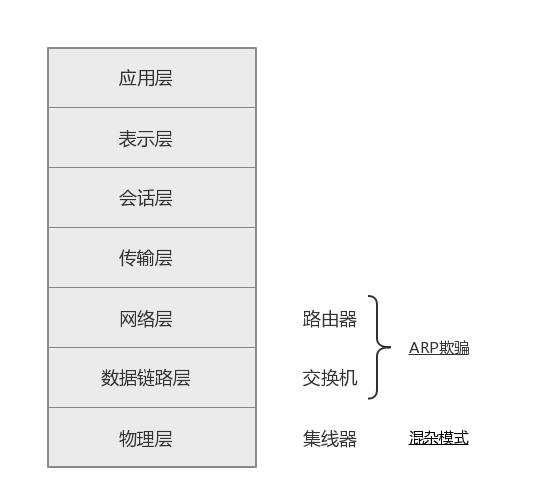 应用层
表示层
会话层
传输层
网络层 路由器
ARP欺骗
数据链路层 交换机
物理层 集线器 混杂模式